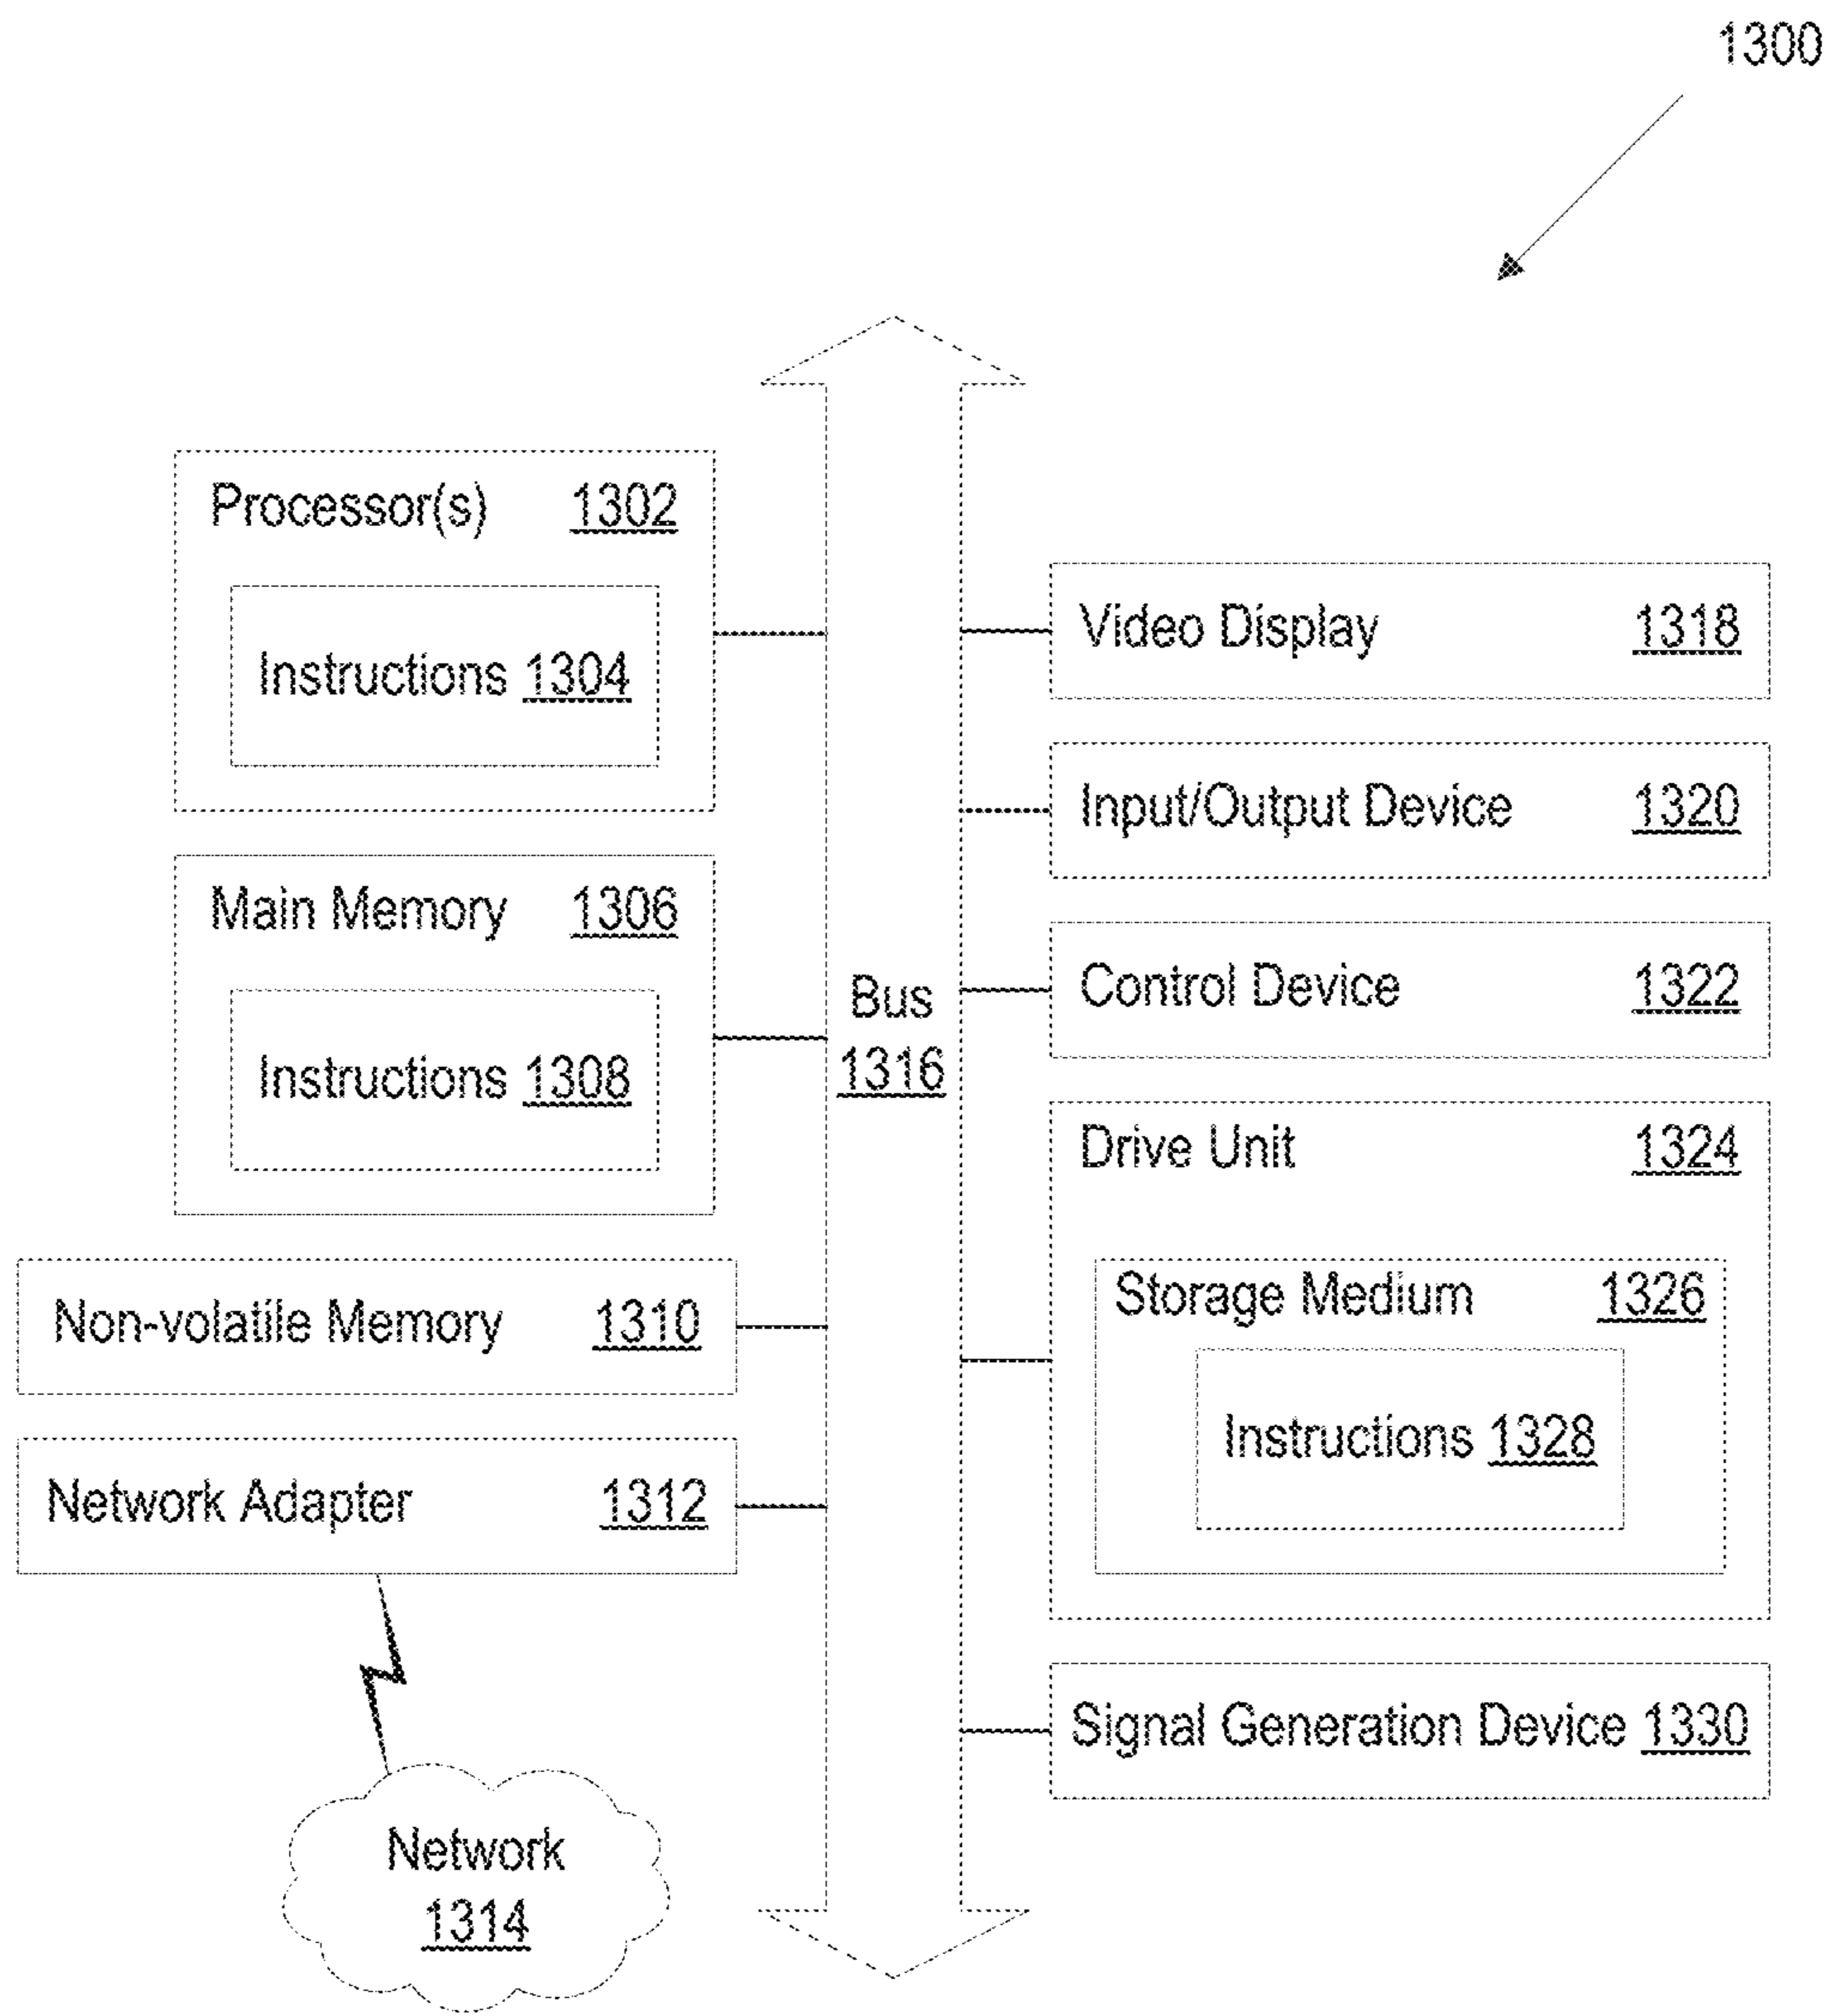 1300
Processor(s) 1302
Instructions 1304
Main Memory 1306
Instructions 1308
Non-volatile Memory 1310
Network Adapter 1312
Network
1314
Bus
1316
Video Display 1318
Input/Output Device 1320
Control Device 1322
Drive Unit 1324
Storage Medium 1326
Instructions 1328
Signal Generation Device 1330